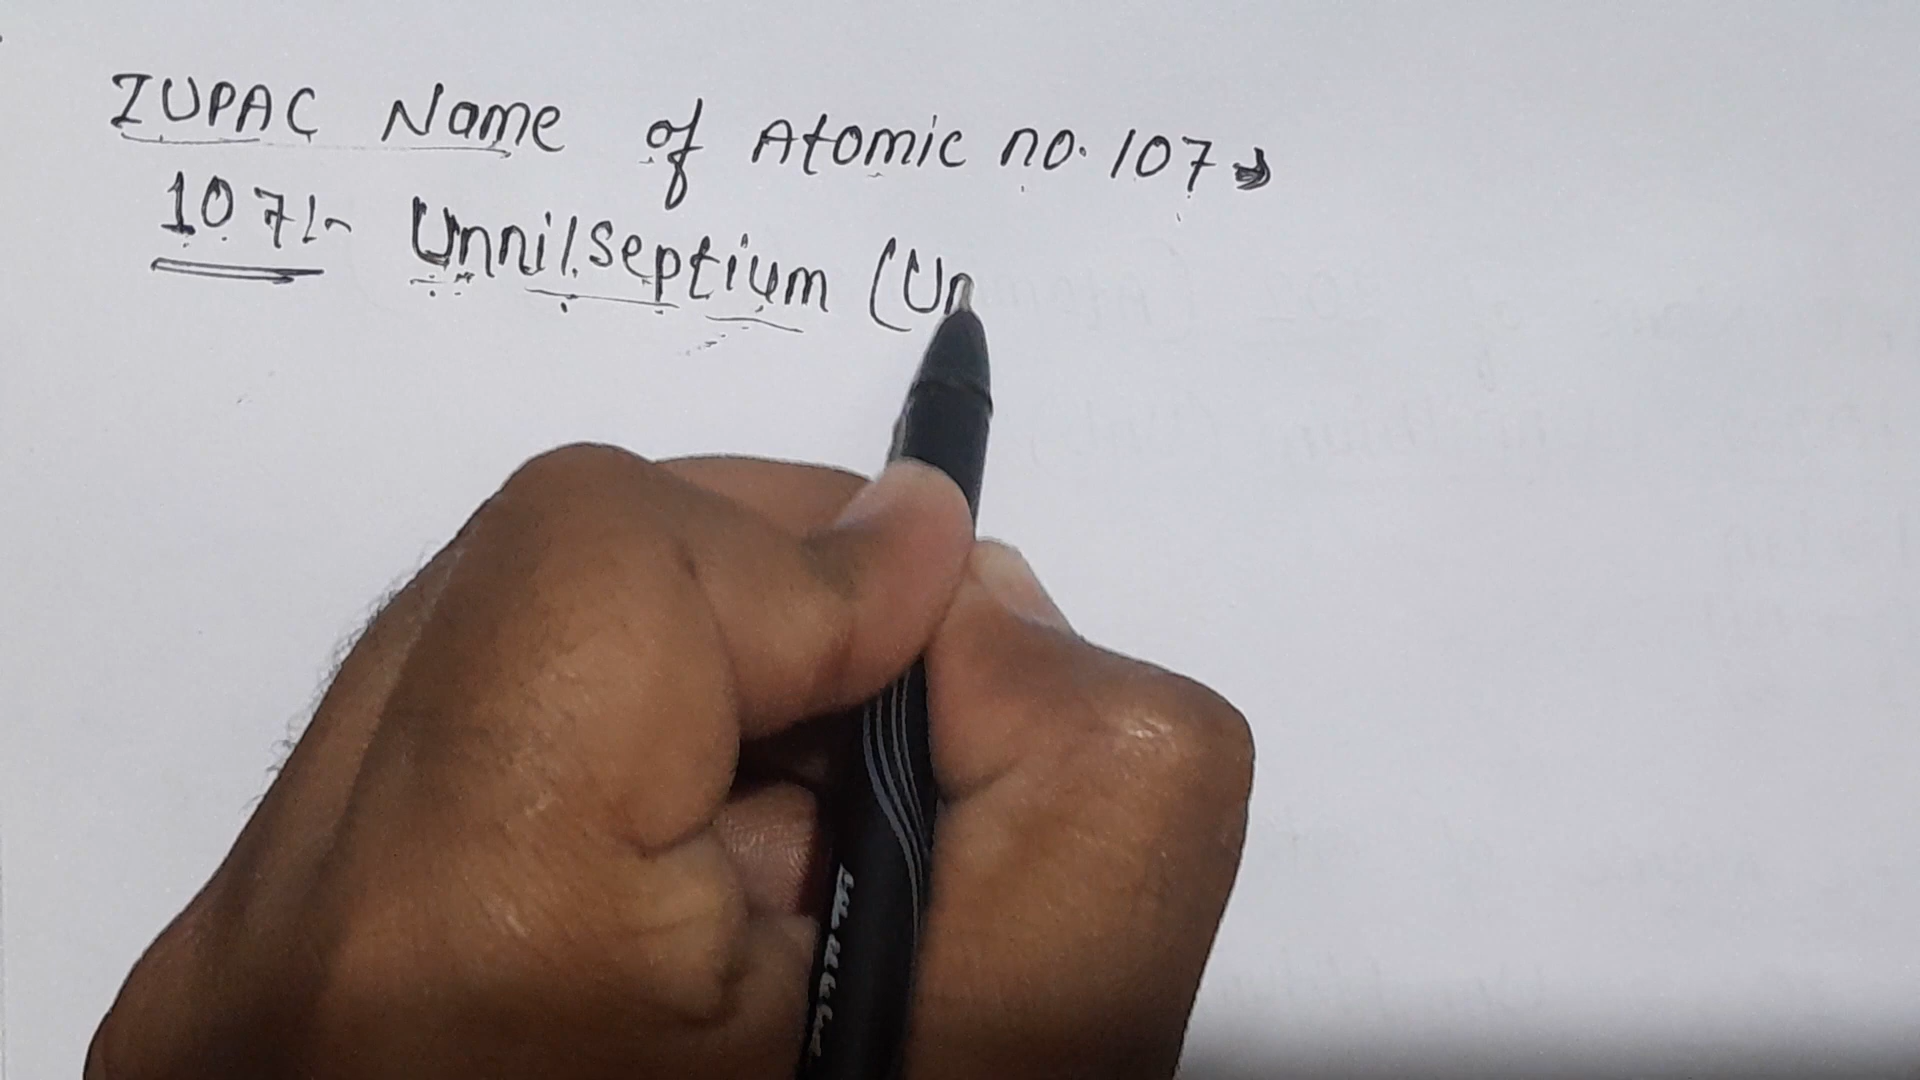 IUPAC Name of Atomic no. 107→
107:- Unnilseptium (Un